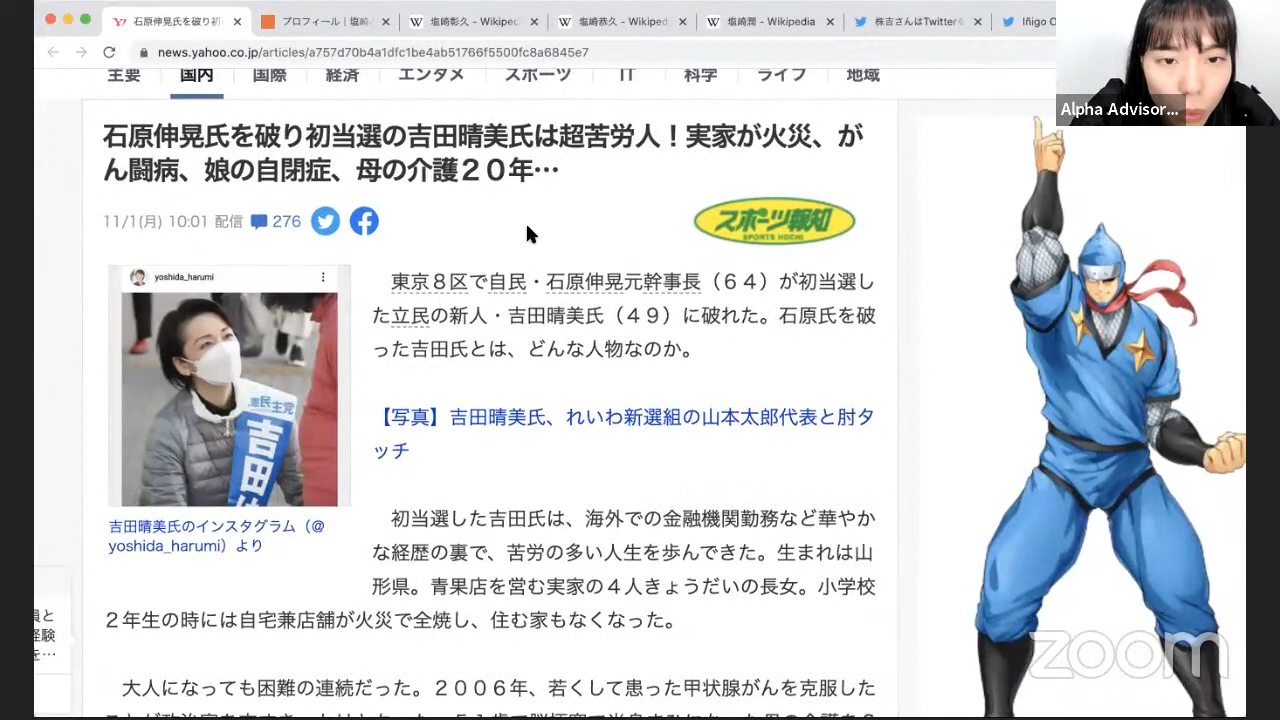 石原伸晃氏を破り初
プロフィール | 塩崎
塩崎彰久 - Wikiped
塩崎恭久 - Wikiped
塩崎潤 - Wikipedia
株吉さんはTwitterを
Iñigo
news.yahoo.co.jp/articles/a757d70b4a1dfc1be4ab51766f5500fc8a6845e7
主要 国内 国際 経済 エンタメ スポーツ IT 科学 ライフ 地域
Alpha Advisor...
石原伸晃氏を破り初当選の吉田晴美氏は超苦労人！実家が火災、が
ん闘病、娘の自閉症、母の介護２０年…
11/1(月) 10:01 配信 276
スポーツ報知
SPORTS HOCHI
yoshida_harumi
憲民主党
吉田
吉田晴美氏のインスタグラム（@
yoshida_harumi）より
東京８区で自民・石原伸晃元幹事長（６４）が初当選し
た立民の新人・吉田晴美氏（４９）に破れた。石原氏を破
った吉田氏とは、どんな人物なのか。
【写真】吉田晴美氏、れいわ新選組の山本太郎代表と肘タ
ッチ
初当選した吉田氏は、海外での金融機関勤務など華やか
な経歴の裏で、苦労の多い人生を歩んできた。生まれは山
形県。青果店を営む実家の４人きょうだいの長女。小学校
２年生の時には自宅兼店舗が火災で全焼し、住む家もなくなった。
大人になっても困難の連続だった。２００６年、若くして患った甲状腺がんを克服した
員と
経験
を…
zoom